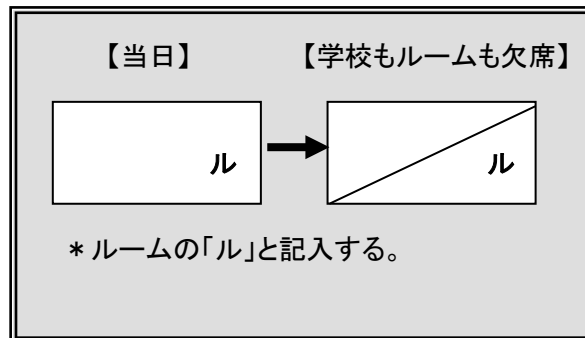 【当日】 【学校もルームも欠席】
ル ル
* ルームの「ル」と記入する。